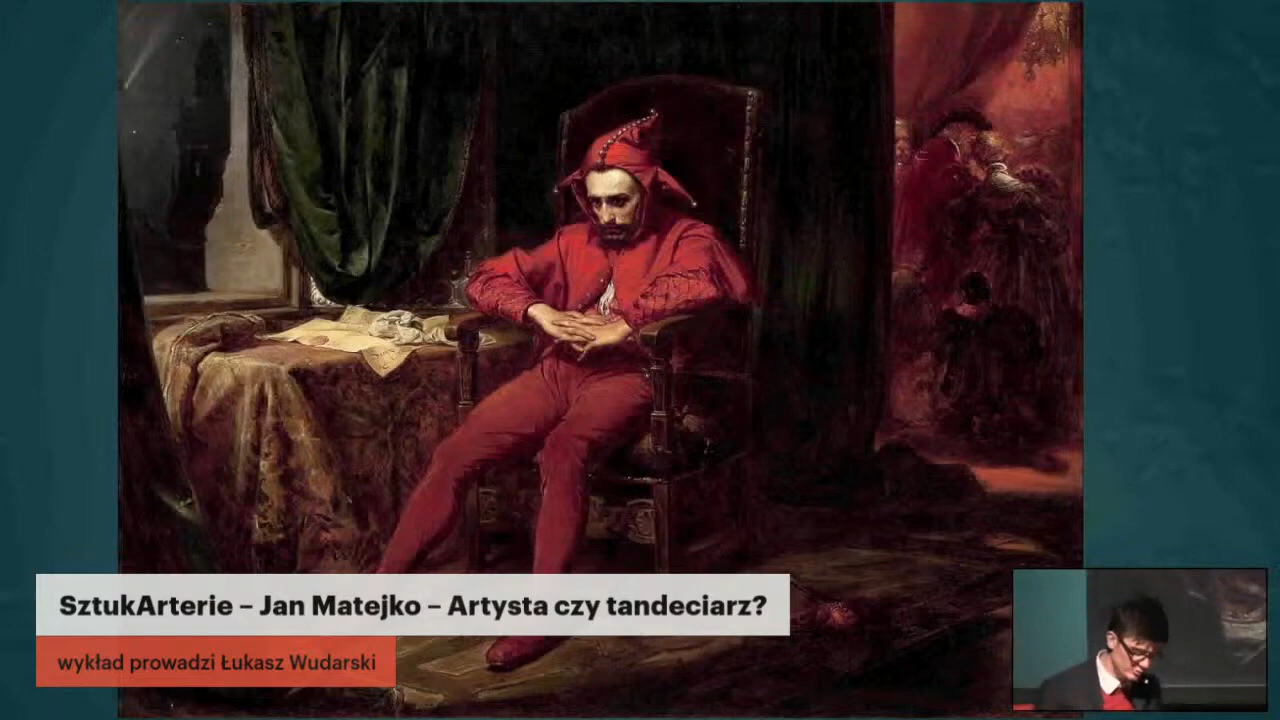 SztukArterie – Jan Matejko – Artysta czy tandeciarz?
wykład prowadzi Łukasz Wudarski